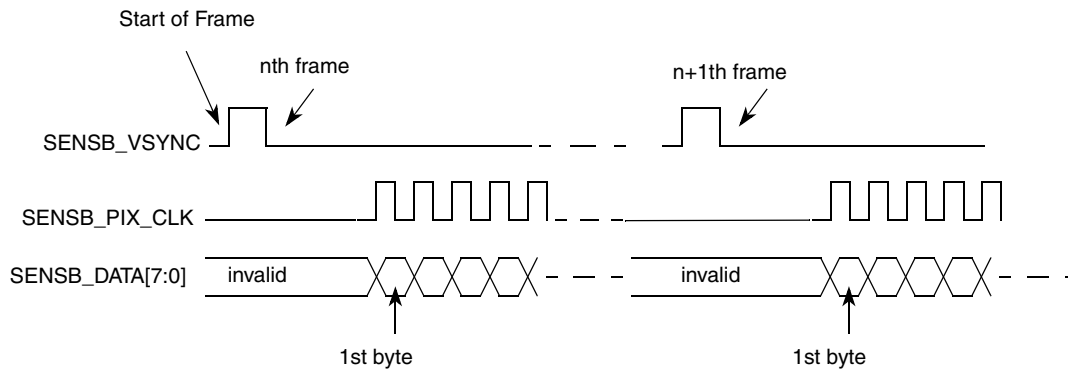 Start of Frame
nth frame
n+1th frame
SENSB_VSYNC
SENSB_PIX_CLK
SENSB_DATA[7:0]
invalid
invalid
1st byte
1st byte